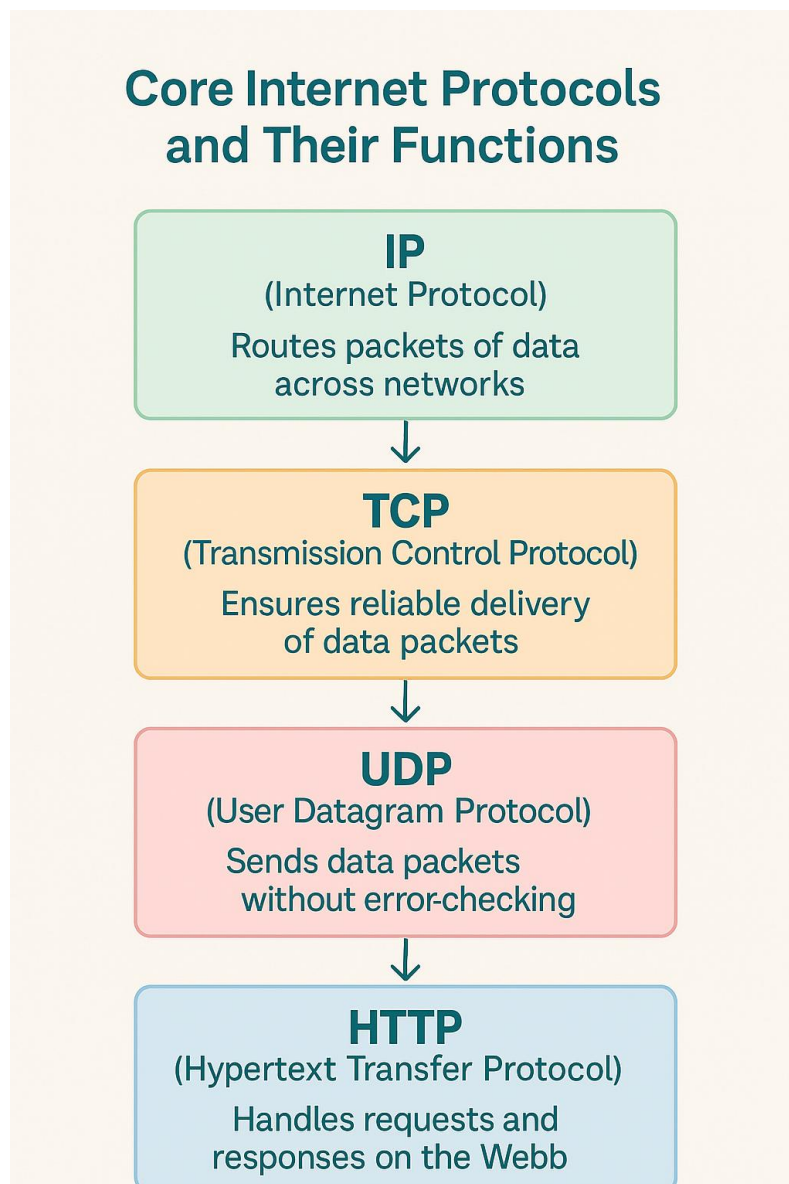 Core Internet Protocols
and Their Functions
IP
(Internet Protocol)
Routes packets of data
across networks
TCP
(Transmission Control Protocol)
Ensures reliable delivery
of data packets
UDP
(User Datagram Protocol)
Sends data packets
without error-checking
HTTP
(Hypertext Transfer Protocol)
Handles requests and
responses on the Webb